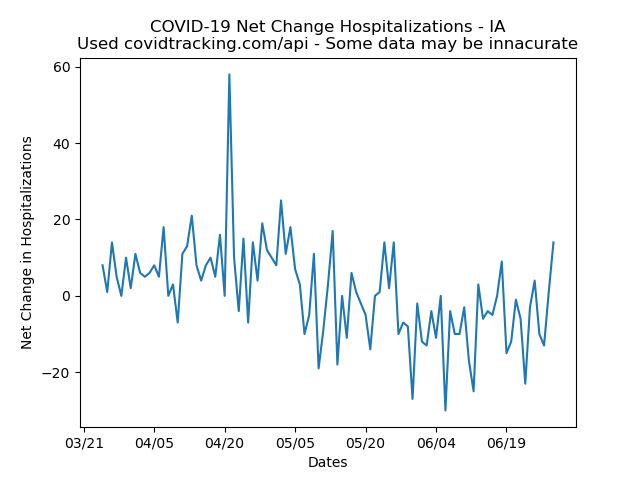 COVID-19 Net Change Hospitalizations - IA
Used covidtracking.com/api - Some data may be innacurate
Net Change in Hospitalizations
60
40
20
0
−20
03/21 04/05 04/20 05/05 05/20 06/04 06/19
Dates